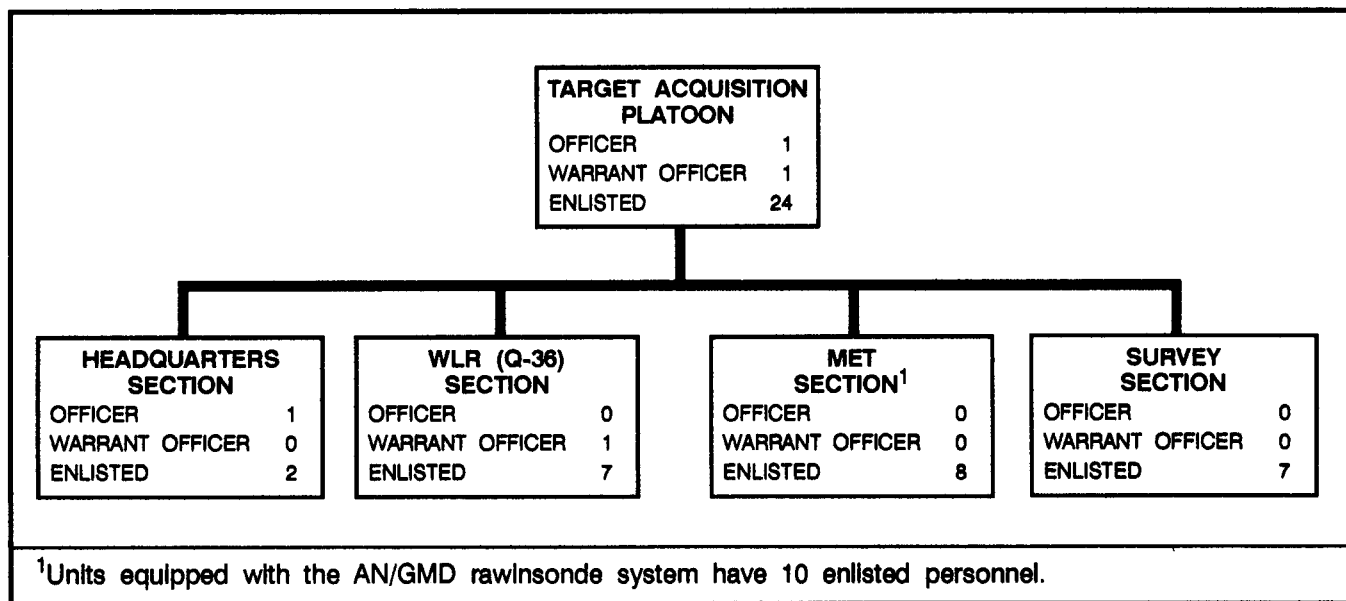 TARGET ACQUISITION
PLATOON
OFFICER 1
WARRANT OFFICER 1
ENLISTED 24
HEADQUARTERS
SECTION
OFFICER 1
WARRANT OFFICER 0
ENLISTED 2
WLR (Q-36)
SECTION
OFFICER 0
WARRANT OFFICER 1
ENLISTED 7
MET
SECTION¹
OFFICER 0
WARRANT OFFICER 0
ENLISTED 8
SURVEY
SECTION
OFFICER 0
WARRANT OFFICER 0
ENLISTED 7
¹Units equipped with the AN/GMD rawinsonde system have 10 enlisted personnel.